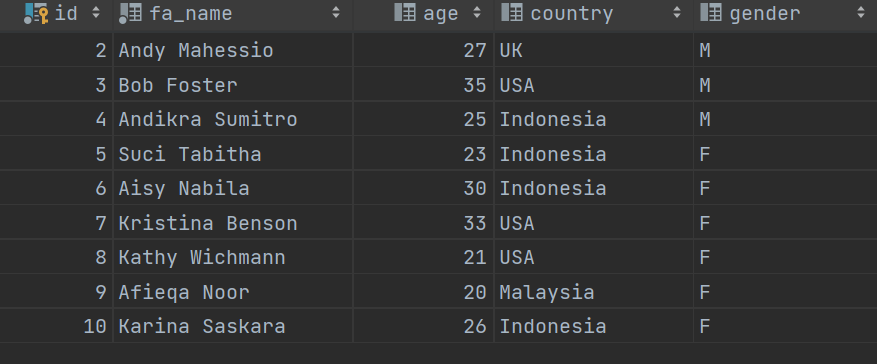 id fa_name age country gender
2 Andy Mahessio 27 UK M
3 Bob Foster 35 USA M
4 Andikra Sumitro 25 Indonesia M
5 Suci Tabitha 23 Indonesia F
6 Aisy Nabila 30 Indonesia F
7 Kristina Benson 33 USA F
8 Kathy Wichmann 21 USA F
9 Afieqa Noor 20 Malaysia F
10 Karina Saskara 26 Indonesia F